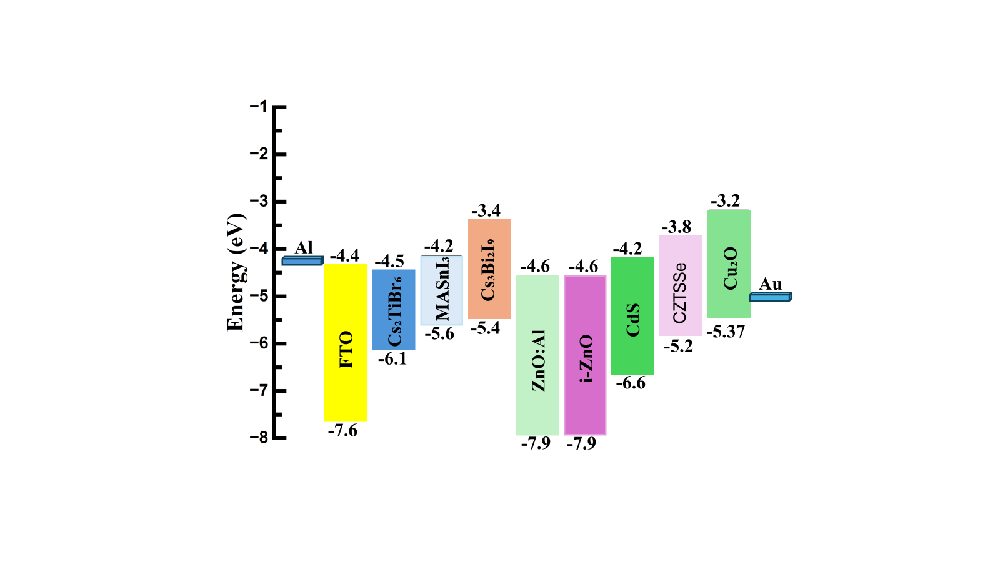 Energy (eV)
−1
−2
−3
−4
−5
−6
−7
−8
Al
-4.4
FTO
-7.6
-4.5
Cs₂TiBr₆
-6.1
-4.2
MASnI₃
-5.6
-3.4
Cs₃Bi₂I₉
-5.4
-4.6
ZnO:Al
-7.9
-4.6
i-ZnO
-7.9
-4.2
CdS
-6.6
-3.8
CZTSSe
-5.2
-3.2
Cu₂O
-5.37
Au